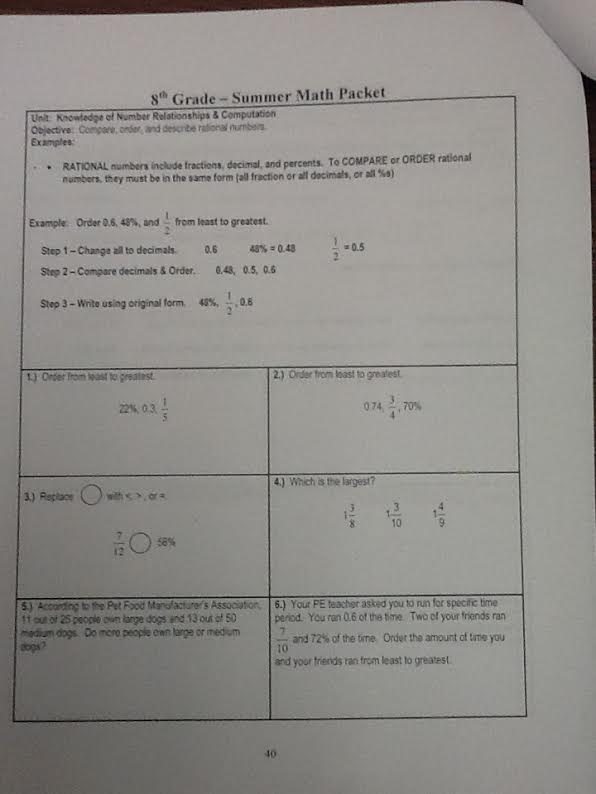 8th Grade – Summer Math Packet
Unit: Knowledge of Number Relationships & Computation
Objective: Compare, order, and describe rational numbers.
Examples:
• RATIONAL numbers include fractions, decimal, and percents. To COMPARE or ORDER rational
numbers, they must be in the same form (all fraction or all decimals, or all %s)
Example: Order 0.6, 48%, and 1/2 from least to greatest.
Step 1 – Change all to decimals. 0.6 48% = 0.48 1/2 = 0.5
Step 2 – Compare decimals & Order. 0.48, 0.5, 0.6
Step 3 – Write using original form. 48%, 1/2, 0.6
1.) Order from least to greatest.
22%, 0.3, 1/5
2.) Order from least to greatest.
0.74, 3/4, 70%
3.) Replace ◯ with <, >, or =.
7/12 ◯ 56%
4.) Which is the largest?
1 3/8 1 3/10 1 4/9
5.) According to the Pet Food Manufacturer's Association,
11 out of 25 people own large dogs and 13 out of 50
medium dogs. Do more people own large or medium
dogs?
6.) Your PE teacher asked you to run for specific time
period. You ran 0.6 of the time. Two of your friends ran
7/10 and 72% of the time. Order the amount of time you
and your friends ran from least to greatest.
40